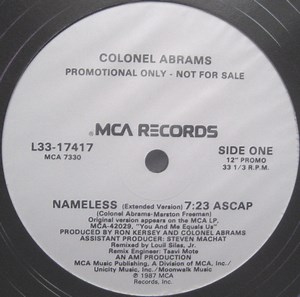 COLONEL ABRAMS
PROMOTIONAL ONLY - NOT FOR SALE
MCA RECORDS
L33-17417
MCA 7330
SIDE ONE
12" PROMO
33 1/3 R.P.M.
NAMELESS (Extended Version) 7:23 ASCAP
(Colonel Abrams-Marston Freeman)
Original version appears on the MCA LP,
MCA-42029, "You And Me Equals Us"
PRODUCED BY RON KERSEY AND COLONEL ABRAMS
ASSISTANT PRODUCER: STEVEN MACHAT
Remixed by Louil Silas, Jr.
Remix Engineer: Taavi Mote
AN AMI PRODUCTION
MCA Music Publishing, A Division of MCA, Inc./
Unicity Music, Inc./Moonwalk Music
℗ 1987 MCA
Records, Inc.